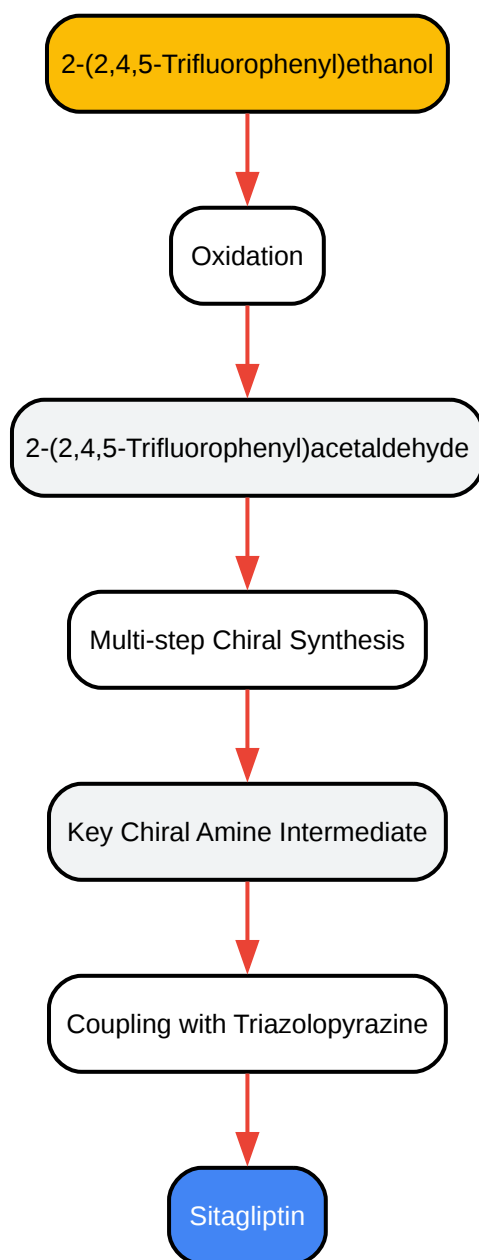 2-(2,4,5-Trifluorophenyl)ethanol
Oxidation
2-(2,4,5-Trifluorophenyl)acetaldehyde
Multi-step Chiral Synthesis
Key Chiral Amine Intermediate
Coupling with Triazolopyrazine
Sitagliptin